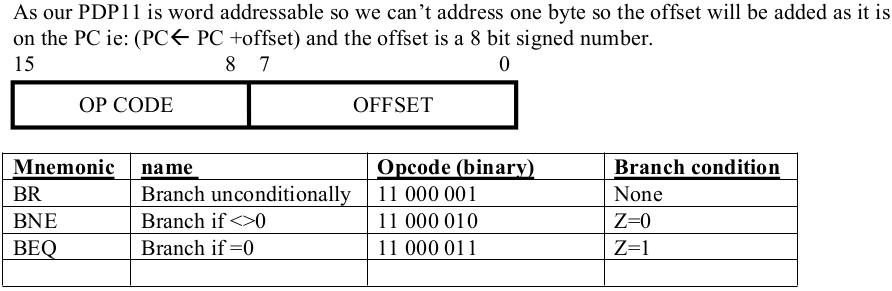 As our PDP11 is word addressable so we can’t address one byte so the offset will be added as it is
on the PC ie: (PC← PC +offset) and the offset is a 8 bit signed number.
15 8 7 0
OP CODE OFFSET
Mnemonic name Opcode (binary) Branch condition
BR Branch unconditionally 11 000 001 None
BNE Branch if <>0 11 000 010 Z=0
BEQ Branch if =0 11 000 011 Z=1